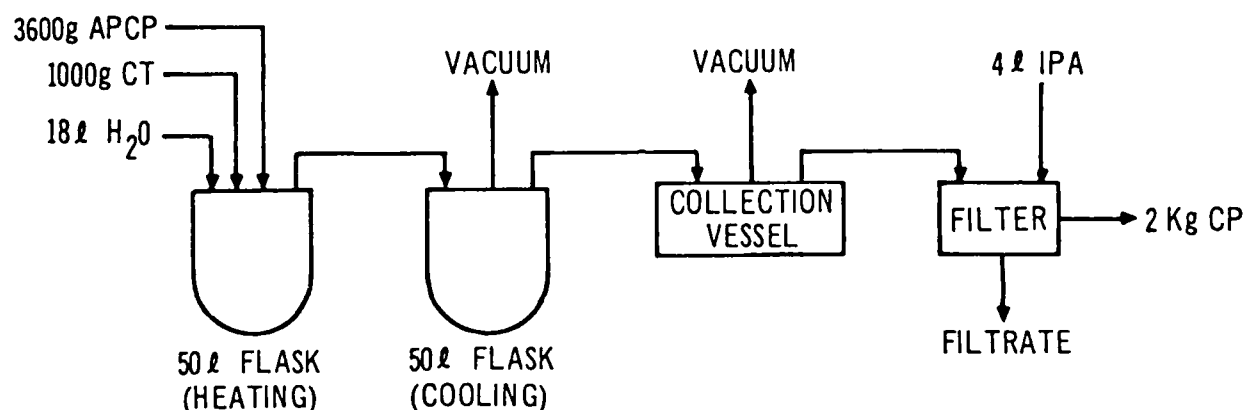 3600g APCP
1000g CT
18ℓ H₂O
VACUUM
VACUUM
4ℓ IPA
COLLECTION
VESSEL
FILTER
2 Kg CP
FILTRATE
50ℓ FLASK
(HEATING)
50ℓ FLASK
(COOLING)